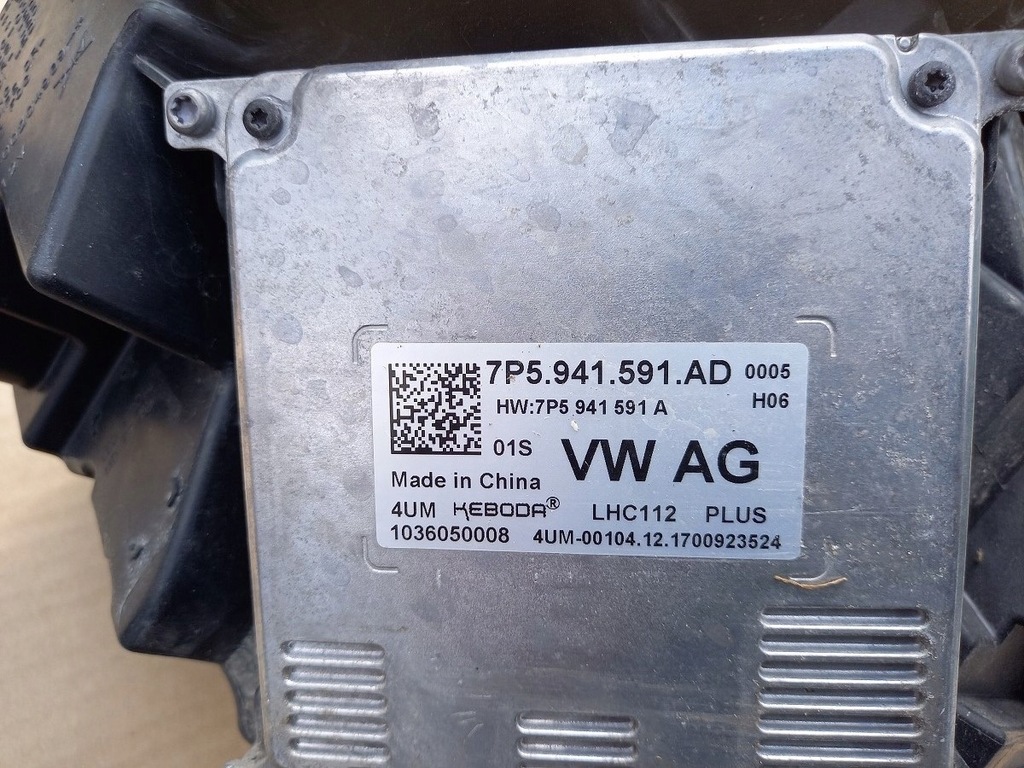 7P5.941.591.AD 0005
HW:7P5 941 591 A H06
01S VW AG
Made in China
4UM KEBODA® LHC112 PLUS
1036050008 4UM-00104.12.1700923524